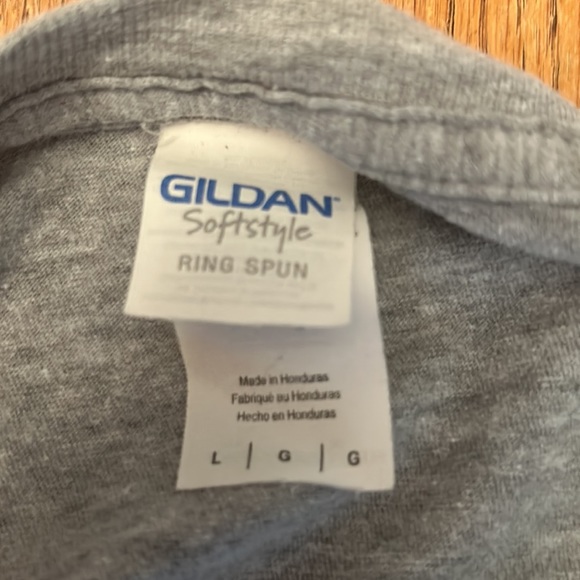 GILDAN
Softstyle
RING SPUN
Made in Honduras
Fabriqué au Honduras
Hecho en Honduras
L | G | G